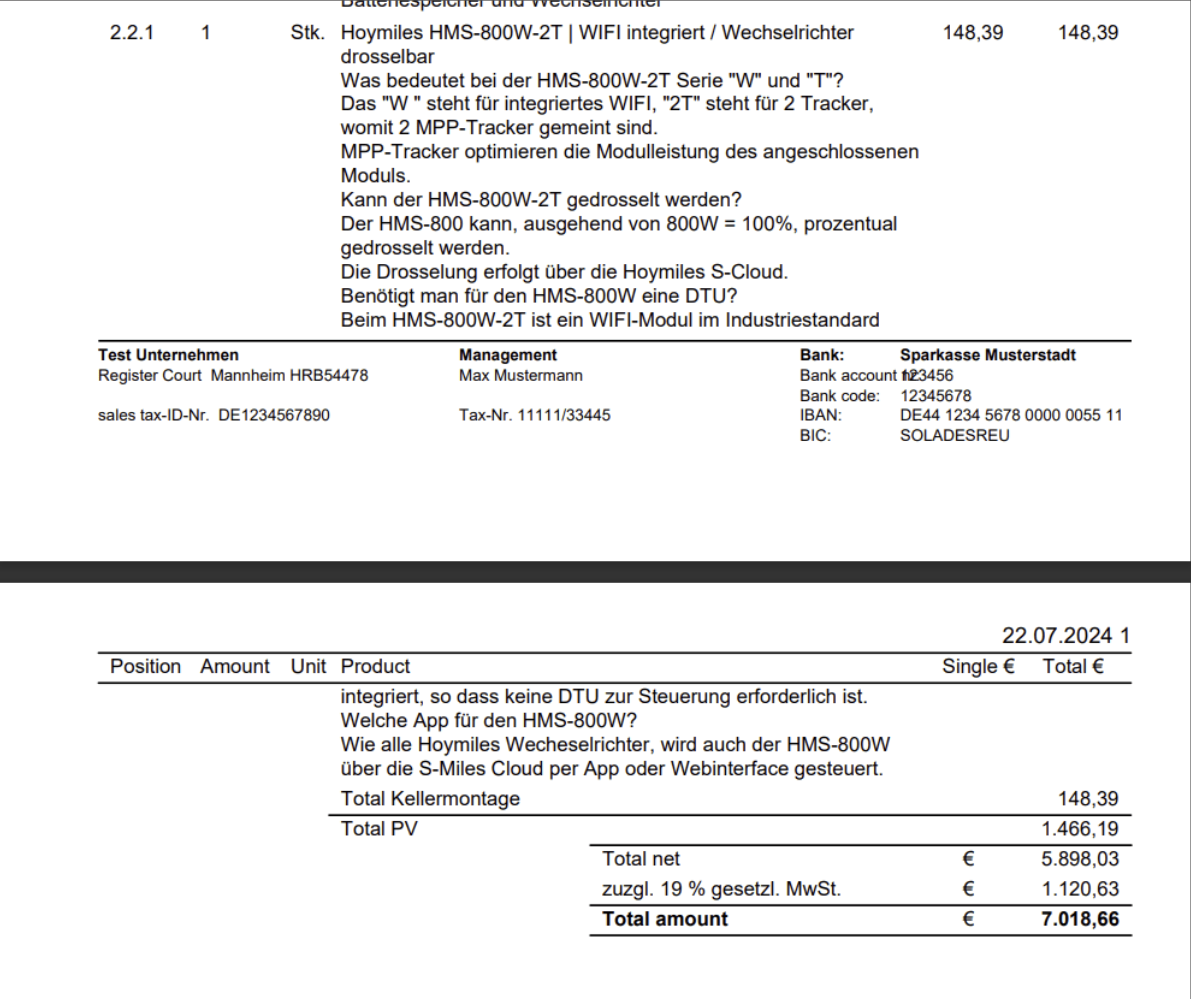 Batteriespeicher und Wechselrichter
2.2.1 1 Stk. Hoymiles HMS-800W-2T | WIFI integriert / Wechselrichter 148,39 148,39
drosselbar
Was bedeutet bei der HMS-800W-2T Serie "W" und "T"?
Das "W " steht für integriertes WIFI, "2T" steht für 2 Tracker,
womit 2 MPP-Tracker gemeint sind.
MPP-Tracker optimieren die Modulleistung des angeschlossenen
Moduls.
Kann der HMS-800W-2T gedrosselt werden?
Der HMS-800 kann, ausgehend von 800W = 100%, prozentual
gedrosselt werden.
Die Drosselung erfolgt über die Hoymiles S-Cloud.
Benötigt man für den HMS-800W eine DTU?
Beim HMS-800W-2T ist ein WIFI-Modul im Industriestandard
Test Unternehmen Management Bank: Sparkasse Musterstadt
Register Court Mannheim HRB54478 Max Mustermann Bank account 123456
Bank code: 12345678
sales tax-ID-Nr. DE1234567890 Tax-Nr. 11111/33445 IBAN: DE44 1234 5678 0000 0055 11
BIC: SOLADESREU
22.07.2024 1
Position Amount Unit Product Single € Total €
integriert, so dass keine DTU zur Steuerung erforderlich ist.
Welche App für den HMS-800W?
Wie alle Hoymiles Wecheselrichter, wird auch der HMS-800W
über die S-Miles Cloud per App oder Webinterface gesteuert.
Total Kellermontage 148,39
Total PV 1.466,19
Total net € 5.898,03
zuzgl. 19 % gesetzl. MwSt. € 1.120,63
Total amount € 7.018,66